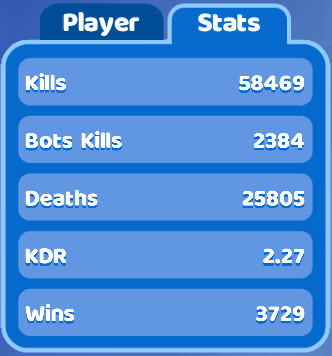 Player Stats
Kills 58469
Bots Kills 2384
Deaths 25805
KDR 2.27
Wins 3729